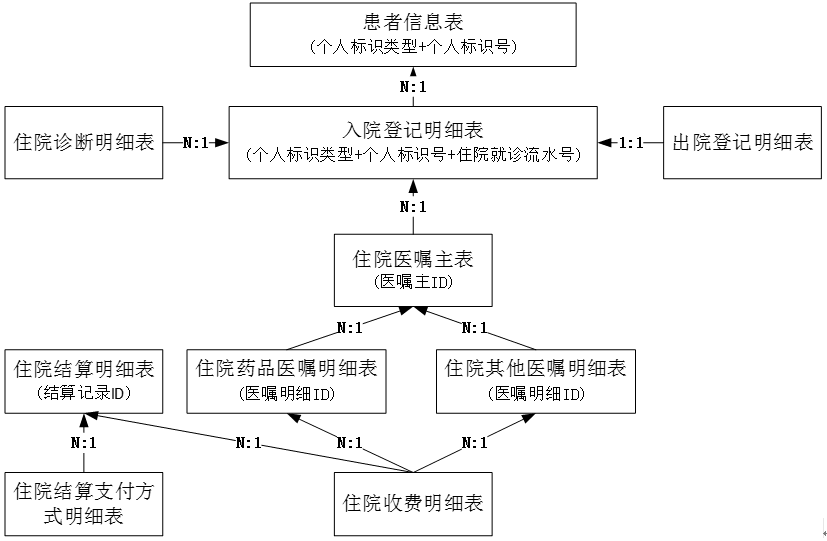 患者信息表
(个人标识类型+个人标识号)
N:1
住院诊断明细表
N:1
入院登记明细表
(个人标识类型+个人标识号+住院就诊流水号)
1:1
出院登记明细表
N:1
住院医嘱主表
(医嘱主ID)
N:1
N:1
住院结算明细表
(结算记录ID)
住院药品医嘱明细表
(医嘱明细ID)
住院其他医嘱明细表
(医嘱明细ID)
N:1
N:1
N:1
N:1
住院结算支付方
式明细表
住院收费明细表